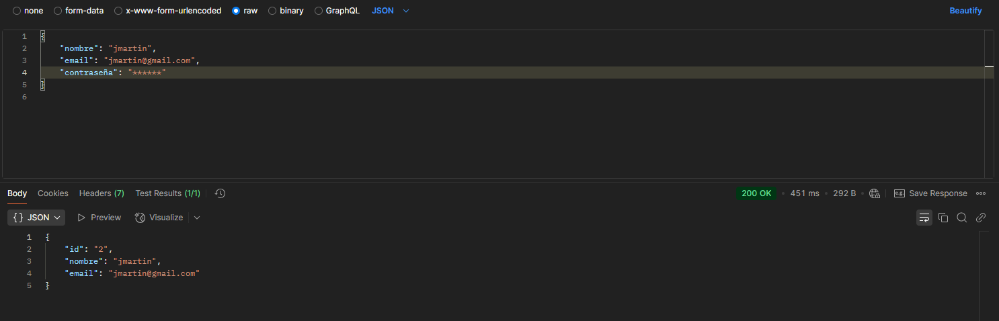 none form-data x-www-form-urlencoded raw binary GraphQL JSON Beautify
1 {
2 "nombre": "jmartin",
3 "email": "jmartin@gmail.com",
4 "contraseña": "******"
5 }
6
Body Cookies Headers (7) Test Results (1/1) 200 OK • 451 ms • 292 B • e.g. Save Response
{} JSON Preview Visualize
1 {
2 "id": "2",
3 "nombre": "jmartin",
4 "email": "jmartin@gmail.com"
5 }